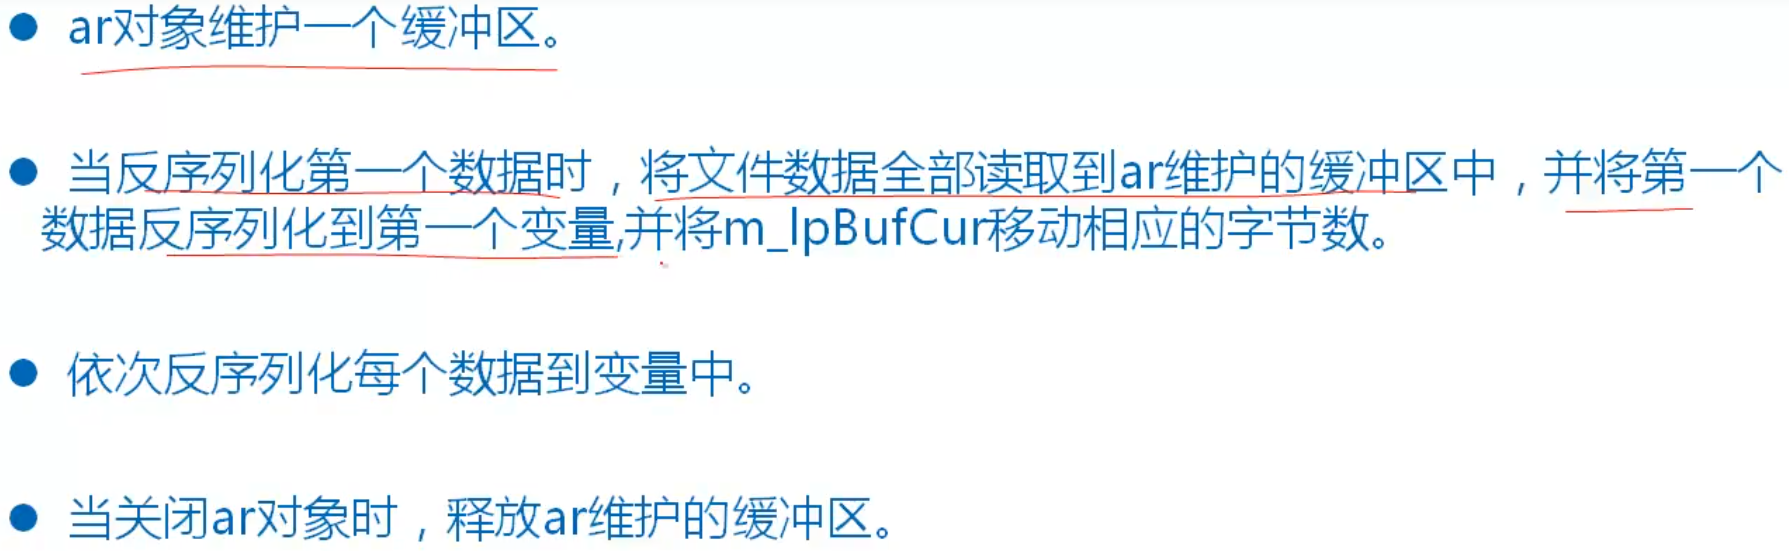 ● ar对象维护一个缓冲区。
● 当反序列化第一个数据时，将文件数据全部读取到ar维护的缓冲区中，并将第一个
数据反序列化到第一个变量,并将m_lpBufCur移动相应的字节数。
● 依次反序列化每个数据到变量中。
● 当关闭ar对象时，释放ar维护的缓冲区。